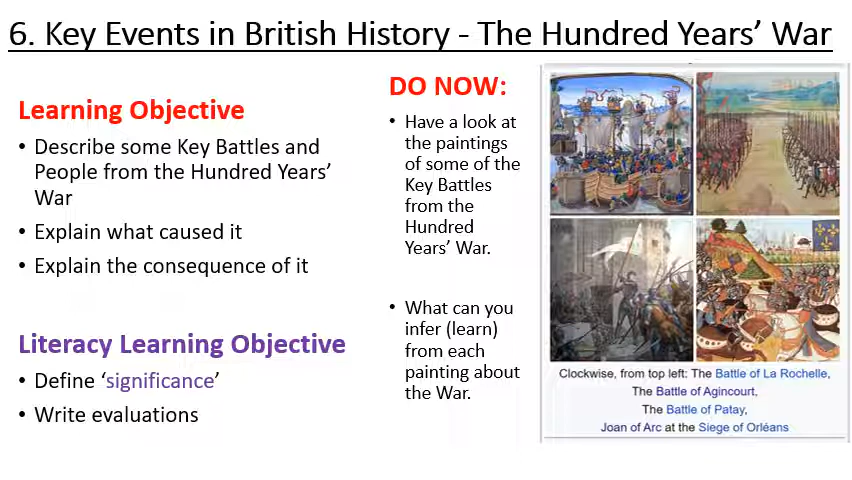 6. Key Events in British History - The Hundred Years’ War
Learning Objective
• Describe some Key Battles and
People from the Hundred Years’
War
• Explain what caused it
• Explain the consequence of it
Literacy Learning Objective
• Define ‘significance’
• Write evaluations
DO NOW:
• Have a look at
the paintings
of some of the
Key Battles
from the
Hundred
Years’ War.
• What can you
infer (learn)
from each
painting about
the War.
Clockwise, from top left: The Battle of La Rochelle,
The Battle of Agincourt,
The Battle of Patay,
Joan of Arc at the Siege of Orléans